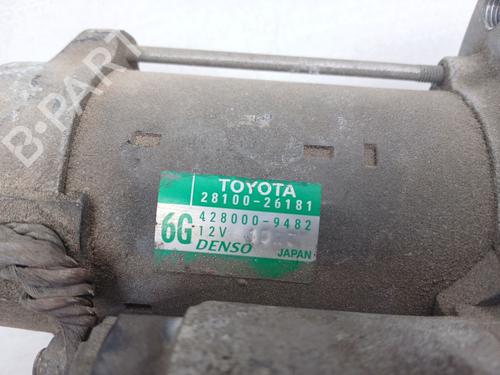 B-PARTS
TOYOTA
28100-26181
6G 428000-9482
12V
DENSO JAPAN